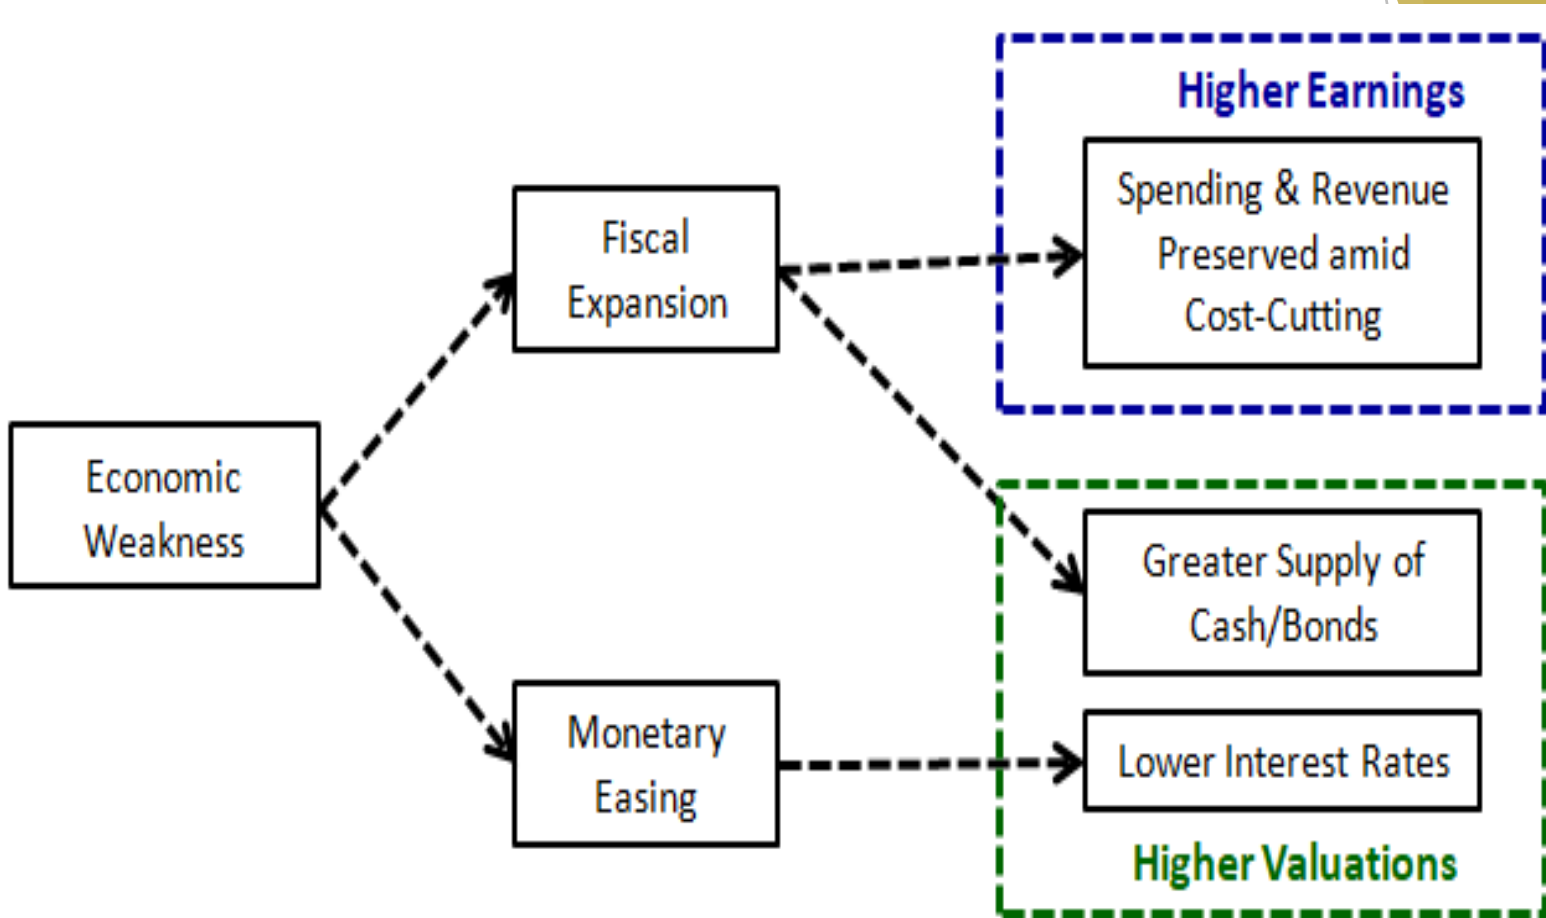 Higher Earnings
Spending & Revenue
Preserved amid
Cost-Cutting
Fiscal
Expansion
Economic
Weakness
Greater Supply of
Cash/Bonds
Monetary
Easing
Lower Interest Rates
Higher Valuations